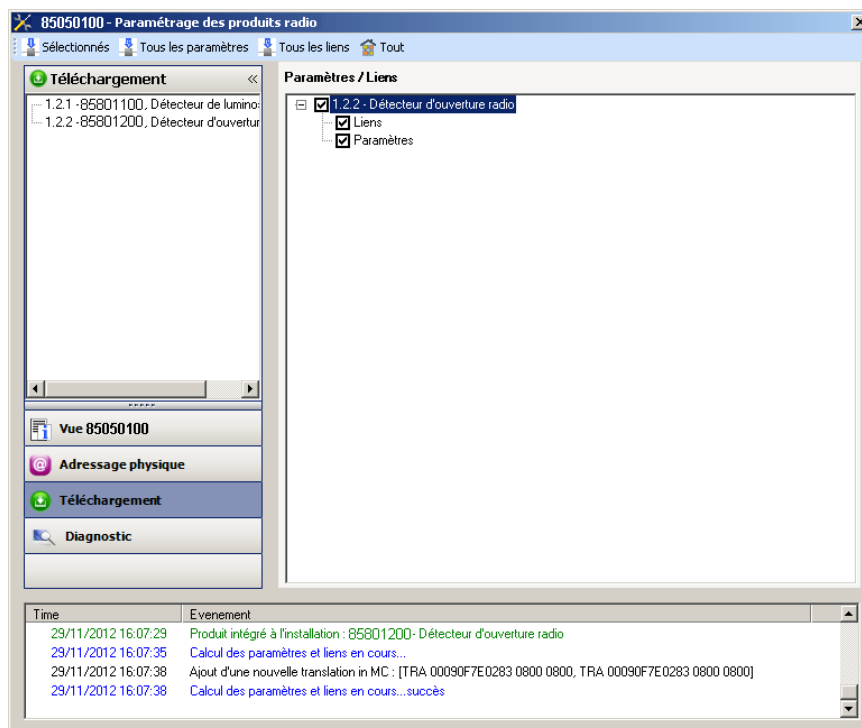 85050100 - Paramétrage des produits radio
Sélectionnés Tous les paramètres Tous les liens Tout
Téléchargement «
1.2.1 -85801100, Détecteur de lumino
1.2.2 -85801200, Détecteur d'ouvertur
Vue 85050100
Adressage physique
Téléchargement
Diagnostic
Paramètres / Liens
1.2.2 - Détecteur d'ouverture radio
Liens
Paramètres
Time Evenement
29/11/2012 16:07:29 Produit intégré à l'installation : 85801200- Détecteur d'ouverture radio
29/11/2012 16:07:35 Calcul des paramètres et liens en cours...
29/11/2012 16:07:38 Ajout d'une nouvelle translation in MC : [TRA 00090F7E0283 0800 0800, TRA 00090F7E0283 0800 0800]
29/11/2012 16:07:38 Calcul des paramètres et liens en cours...succès